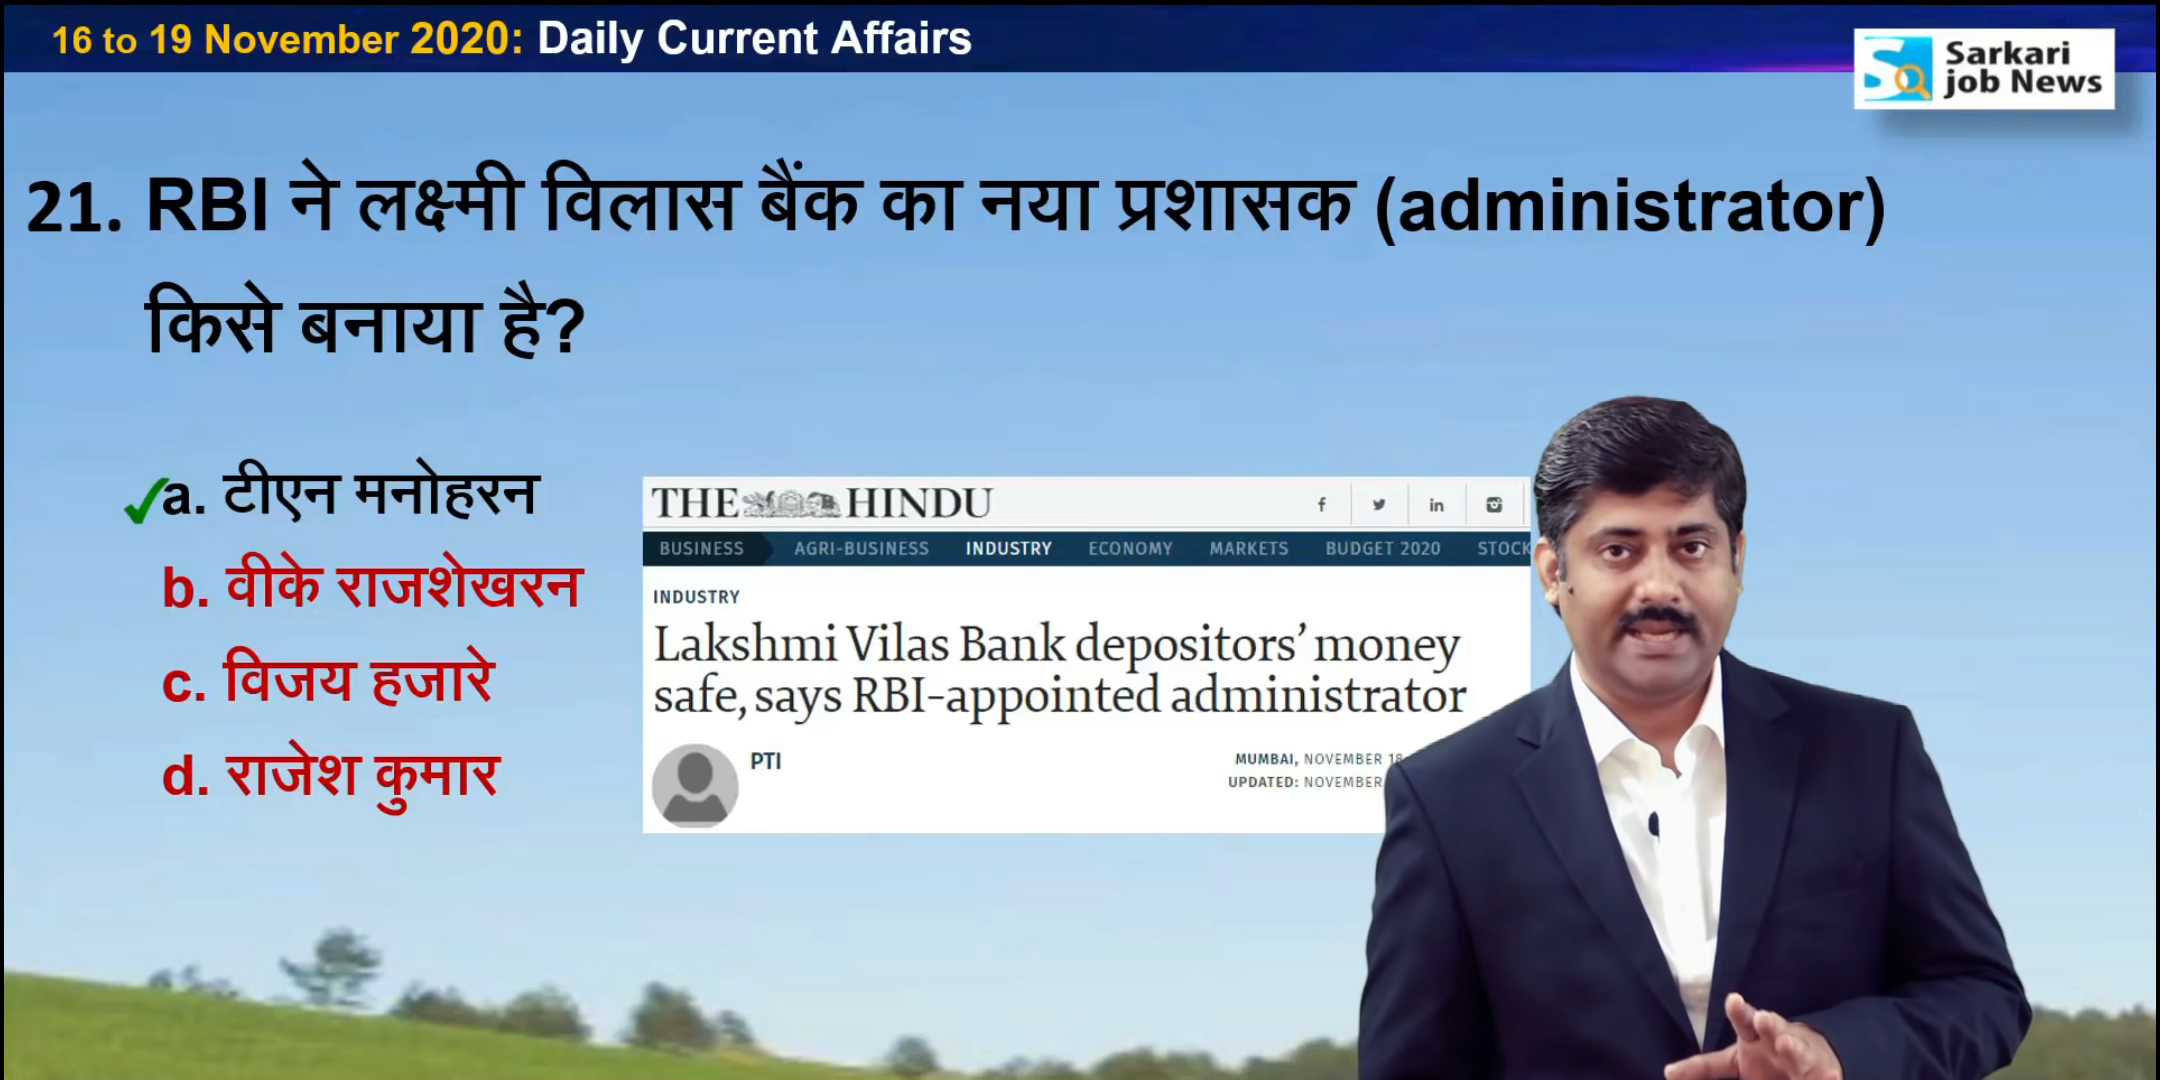 16 to 19 November 2020: Daily Current Affairs
Sarkari
job News
21. RBI ने लक्ष्मी विलास बैंक का नया प्रशासक (administrator)
किसे बनाया है?
a. टीएन मनोहरन
b. वीके राजशेखरन
c. विजय हजारे
d. राजेश कुमार
THE HINDU
BUSINESS AGRI-BUSINESS INDUSTRY ECONOMY MARKETS BUDGET 2020 STOCK
INDUSTRY
Lakshmi Vilas Bank depositors’ money
safe, says RBI-appointed administrator
PTI
MUMBAI, NOVEMBER 18
UPDATED: NOVEMBER